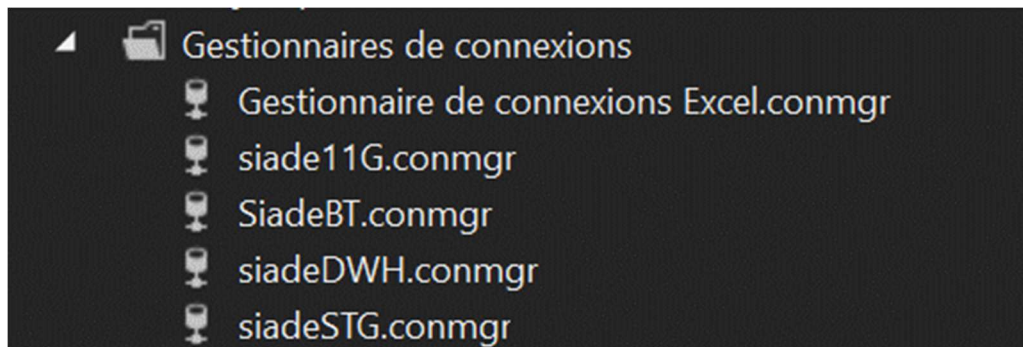 Gestionnaires de connexions
Gestionnaire de connexions Excel.conmgr
siade11G.conmgr
SiadeBT.conmgr
siadeDWH.conmgr
siadeSTG.conmgr